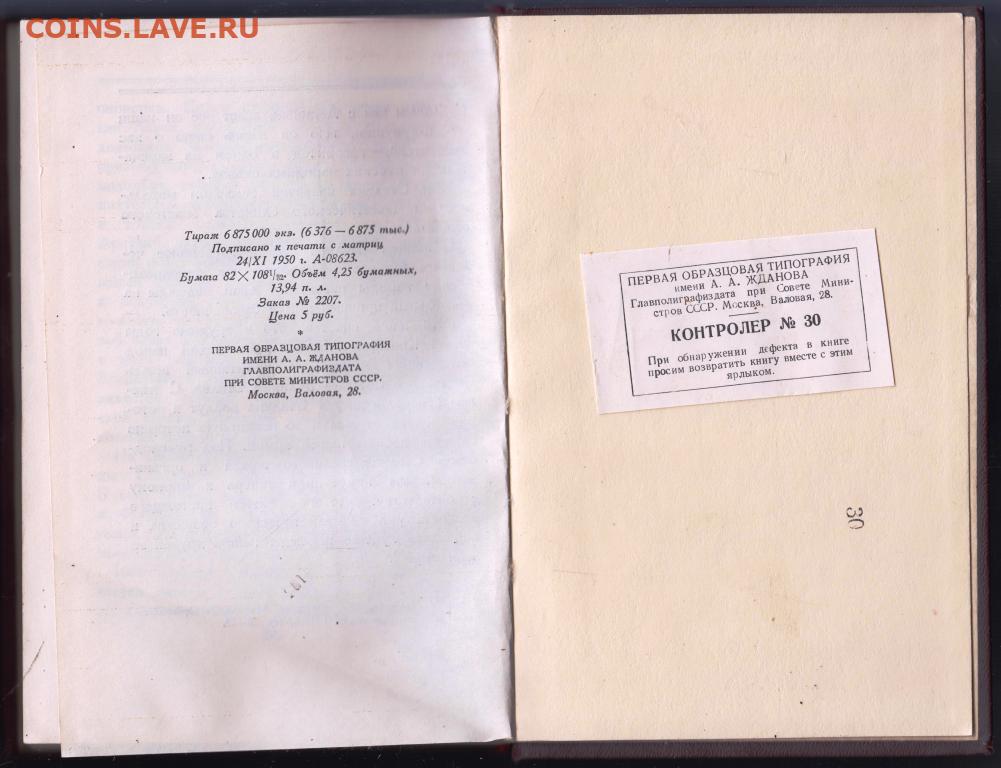 COINS.LAVE.RU
Тираж 6 875 000 экз. (6 376 — 6 875 тыс.)
Подписано к печати с матриц
24/XI 1950 г. А-08623.
Бумага 82 × 108¹/₃₂. Объём 4,25 бумажных,
13,94 п. л.
Заказ № 2207.
Цена 5 руб.
*
ПЕРВАЯ ОБРАЗЦОВАЯ ТИПОГРАФИЯ
ИМЕНИ А. А. ЖДАНОВА
ГЛАВПОЛИГРАФИЗДАТА
ПРИ СОВЕТЕ МИНИСТРОВ СССР.
Москва, Валовая, 28.
ПЕРВАЯ ОБРАЗЦОВАЯ ТИПОГРАФИЯ
имени А. А. ЖДАНОВА
Главполиграфиздата при Совете Мини-
стров СССР. Москва, Валовая, 28.
КОНТРОЛЕР № 30
При обнаружении дефекта в книге
просим возвратить книгу вместе с этим
ярлыком.
30